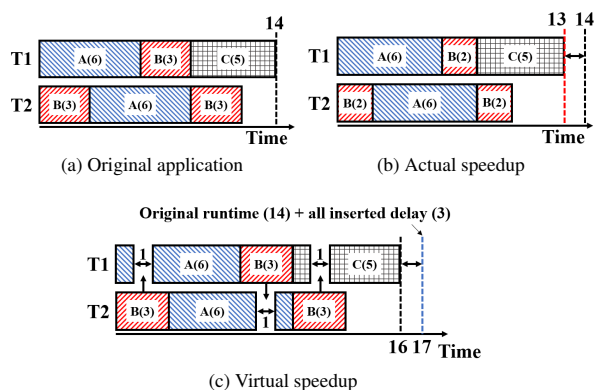 14
T1 A(6) B(3) C(5)
T2 B(3) A(6) B(3)
Time
(a) Original application
13 14
T1 A(6) B(2) C(5)
T2 B(2) A(6) B(2)
Time
(b) Actual speedup
Original runtime (14) + all inserted delay (3)
T1 1 A(6) B(3) 1 C(5)
T2 B(3) A(6) 1 B(3)
16 17 Time
(c) Virtual speedup